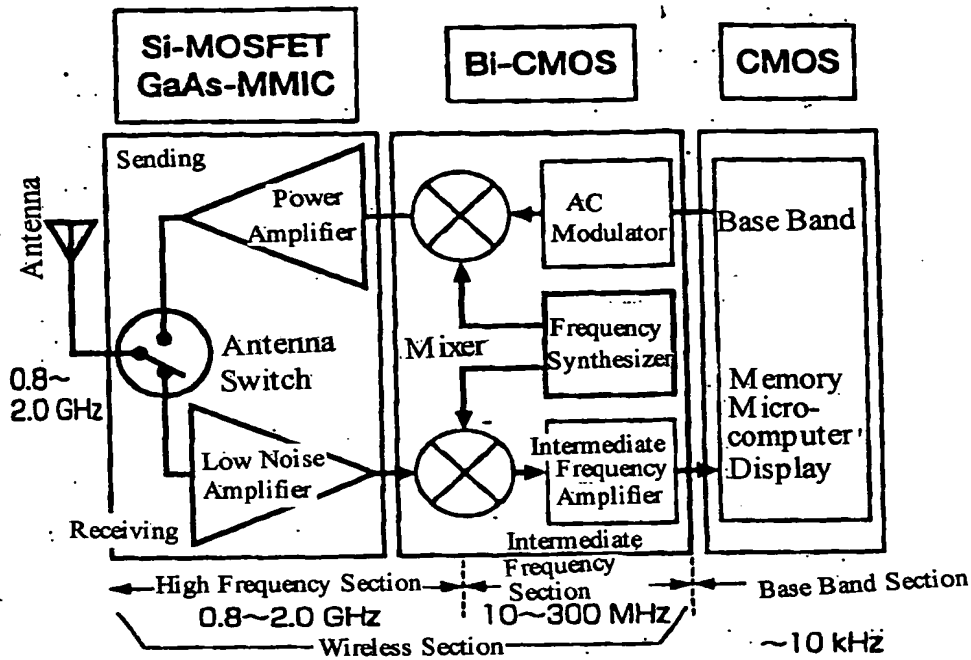 Si-MOSFET
GaAs-MMIC
Bi-CMOS
CMOS
Sending
Power
Amplifier
AC
Modulator
Base Band
Antenna
Antenna
Switch
Mixer
Frequency
Synthesizer
0.8~
2.0 GHz
Memory
Micro-
computer
Display
Low Noise
Amplifier
Intermediate
Frequency
Amplifier
Receiving
Intermediate
Frequency
Section
High Frequency Section
0.8~2.0 GHz
10~300 MHz
Base Band Section
~10 kHz
Wireless Section